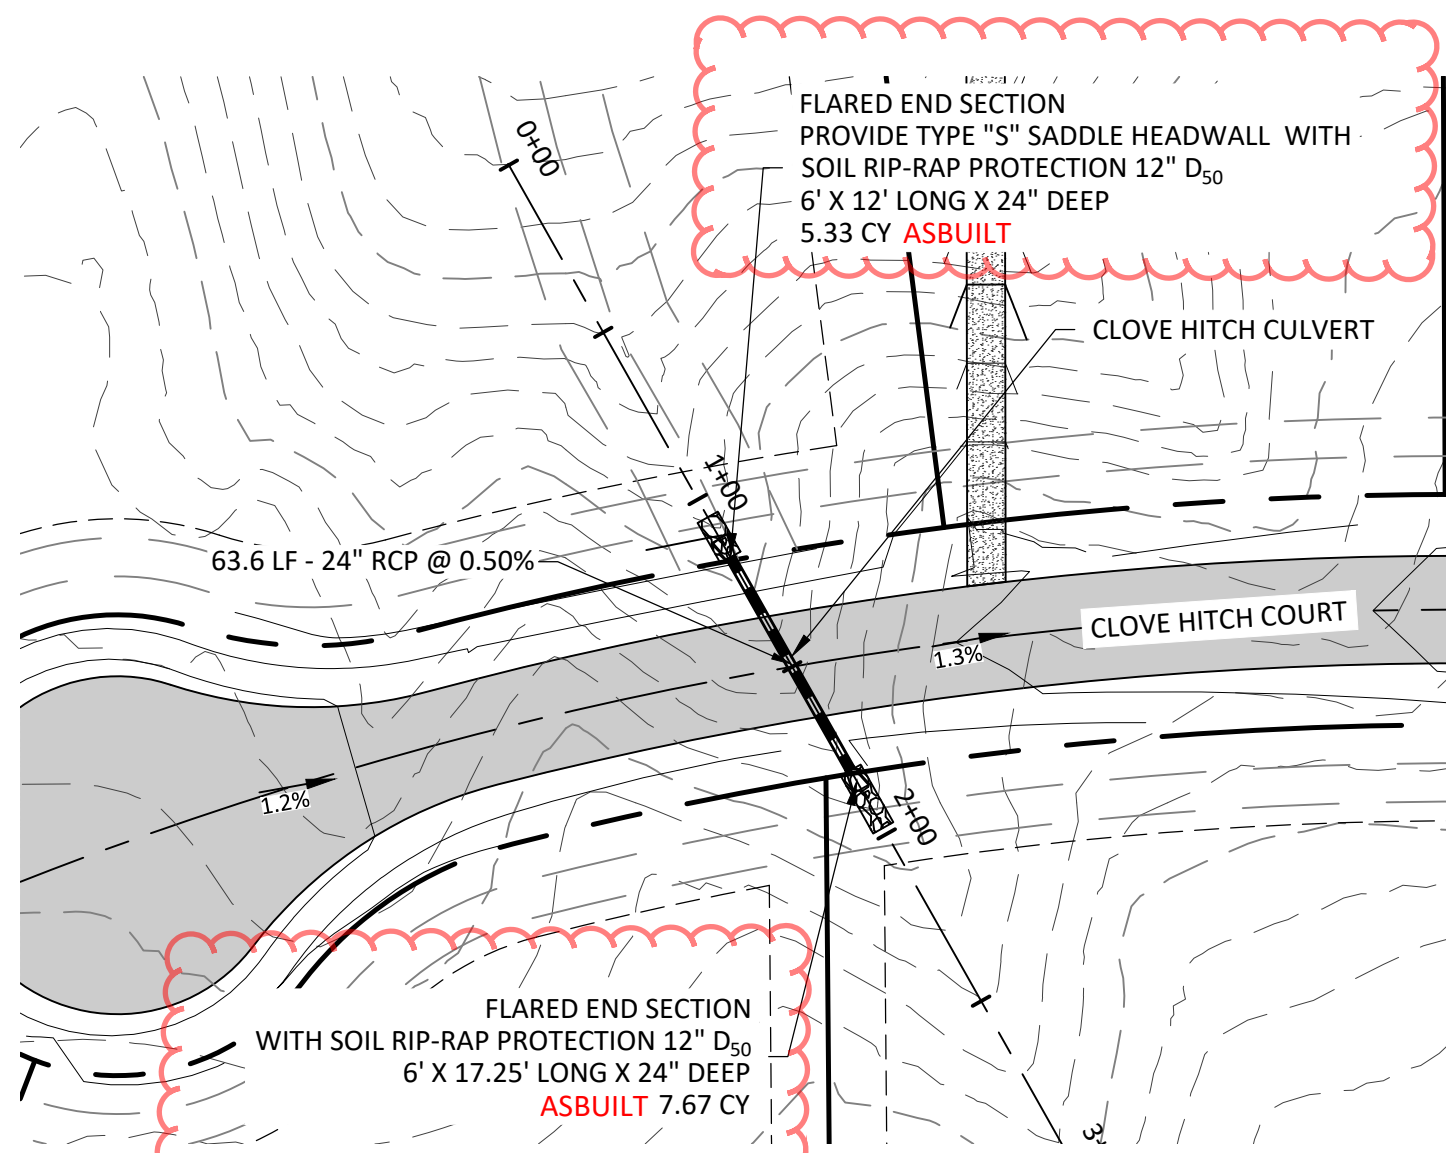 0+00
FLARED END SECTION
PROVIDE TYPE "S" SADDLE HEADWALL WITH
SOIL RIP-RAP PROTECTION 12" D50
6' X 12' LONG X 24" DEEP
5.33 CY ASBUILT
CLOVE HITCH CULVERT
1+00
63.6 LF - 24" RCP @ 0.50%
CLOVE HITCH COURT
1.3%
1.2%
2+00
FLARED END SECTION
WITH SOIL RIP-RAP PROTECTION 12" D50
6' X 17.25' LONG X 24" DEEP
ASBUILT 7.67 CY